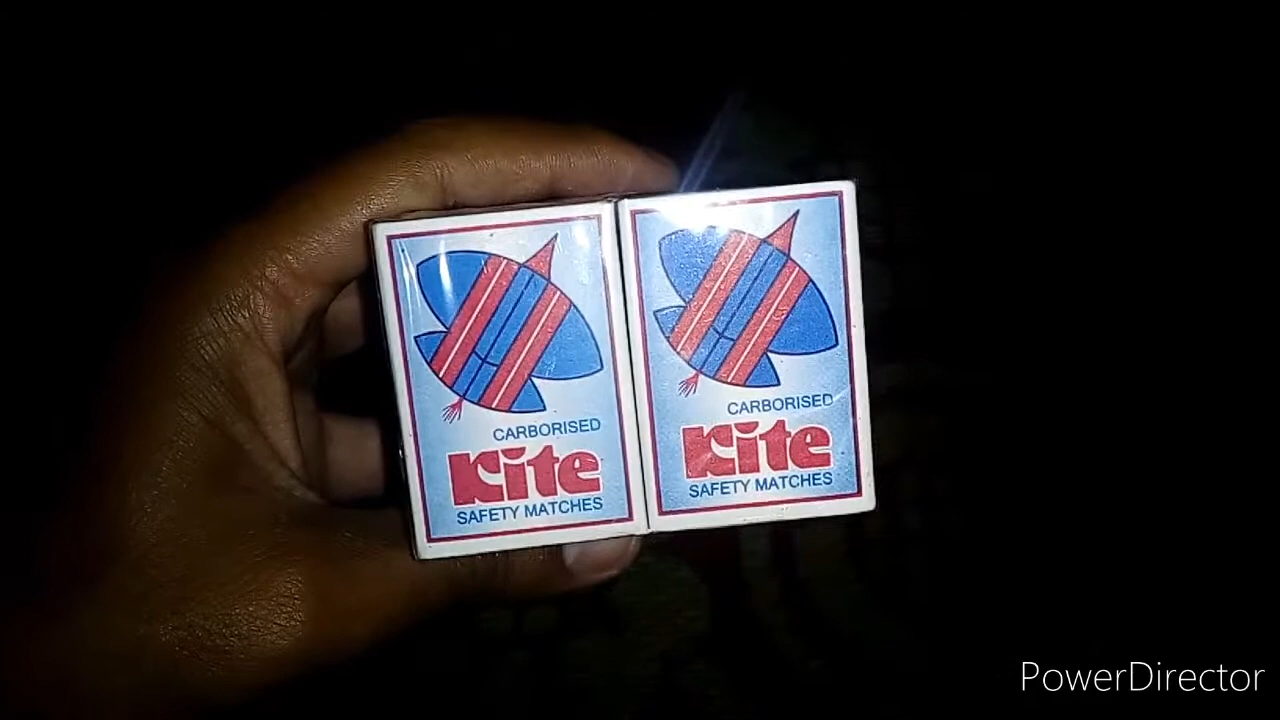 CARBORISED
Kite
SAFETY MATCHES
CARBORISED
Kite
SAFETY MATCHES
PowerDirector